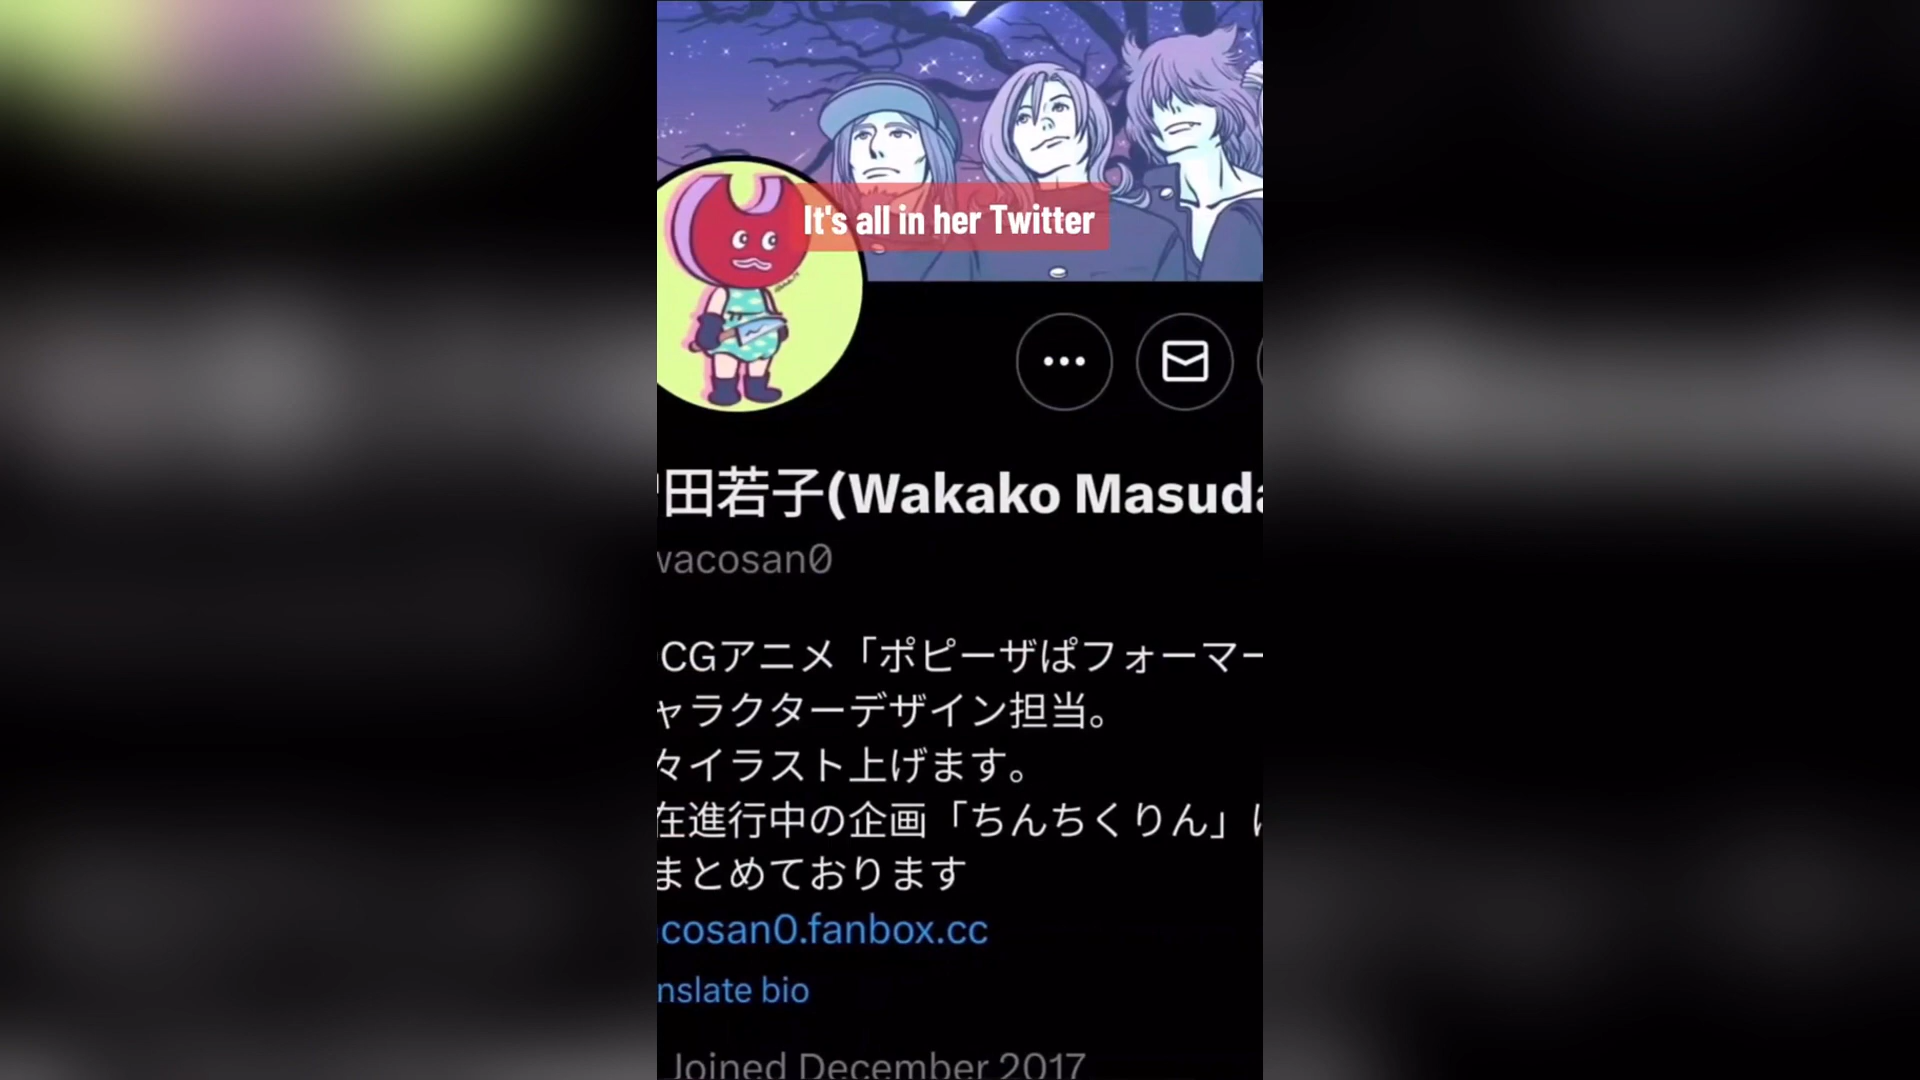 It's all in her Twitter
田若子(Wakako Masuda
wacosan0
CGアニメ「ポピーザぱフォーマー
ャラクターデザイン担当。
々イラスト上げます。
在進行中の企画「ちんちくりん」
まとめております
cosan0.fanbox.cc
nslate bio
Joined December 2017